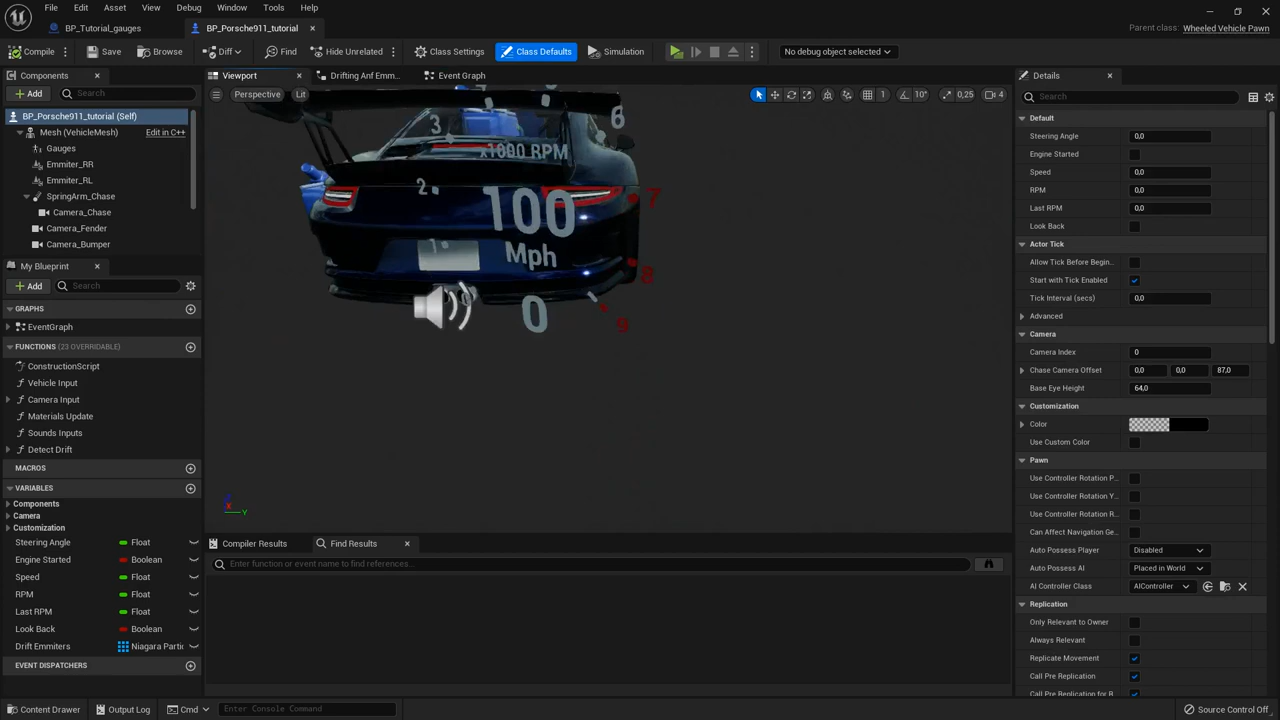 File Edit Asset View Debug Window Tools Help
BP_Tutorial_gauges
BP_Porsche911_tutorial
Parent class: Wheeled Vehicle Pawn
Compile
Save
Browse
Diff
Find
Hide Unrelated
Class Settings
Class Defaults
Simulation
No debug object selected
Components
Add
Search
BP_Porsche911_tutorial (Self)
Mesh (VehicleMesh) Edit in C++
Gauges
Emmiter_RR
Emmiter_RL
SpringArm_Chase
Camera_Chase
Camera_Fender
Camera_Bumper
My Blueprint
Add
Search
GRAPHS
EventGraph
FUNCTIONS (23 OVERRIDABLE)
ConstructionScript
Vehicle Input
Camera Input
Materials Update
Sounds Inputs
Detect Drift
MACROS
VARIABLES
Components
Camera
Customization
Steering Angle Float
Engine Started Boolean
Speed Float
RPM Float
Last RPM Float
Look Back Boolean
Drift Emmiters Niagara Parti
EVENT DISPATCHERS
Viewport
Drifting Anf Emm...
Event Graph
Perspective
Lit
1
10°
0,25
4
3
6
x1000 RPM
2
100
7
1
Mph
8
0
9
X
Y
Compiler Results
Find Results
Enter function or event name to find references...
Details
Search
Default
Steering Angle 0,0
Engine Started
Speed 0,0
RPM 0,0
Last RPM 0,0
Look Back
Actor Tick
Allow Tick Before Begin...
Start with Tick Enabled
Tick Interval (secs) 0,0
Advanced
Camera
Camera Index 0
Chase Camera Offset 0,0 0,0 87,0
Base Eye Height 64,0
Customization
Color
Use Custom Color
Pawn
Use Controller Rotation P...
Use Controller Rotation Y...
Use Controller Rotation R...
Can Affect Navigation Ge...
Auto Possess Player Disabled
Auto Possess AI Placed in World
AI Controller Class AIController
Replication
Only Relevant to Owner
Always Relevant
Replicate Movement
Call Pre Replication
Call Pre Replication for R...
Content Drawer
Output Log
Cmd
Enter Console Command
Source Control Off